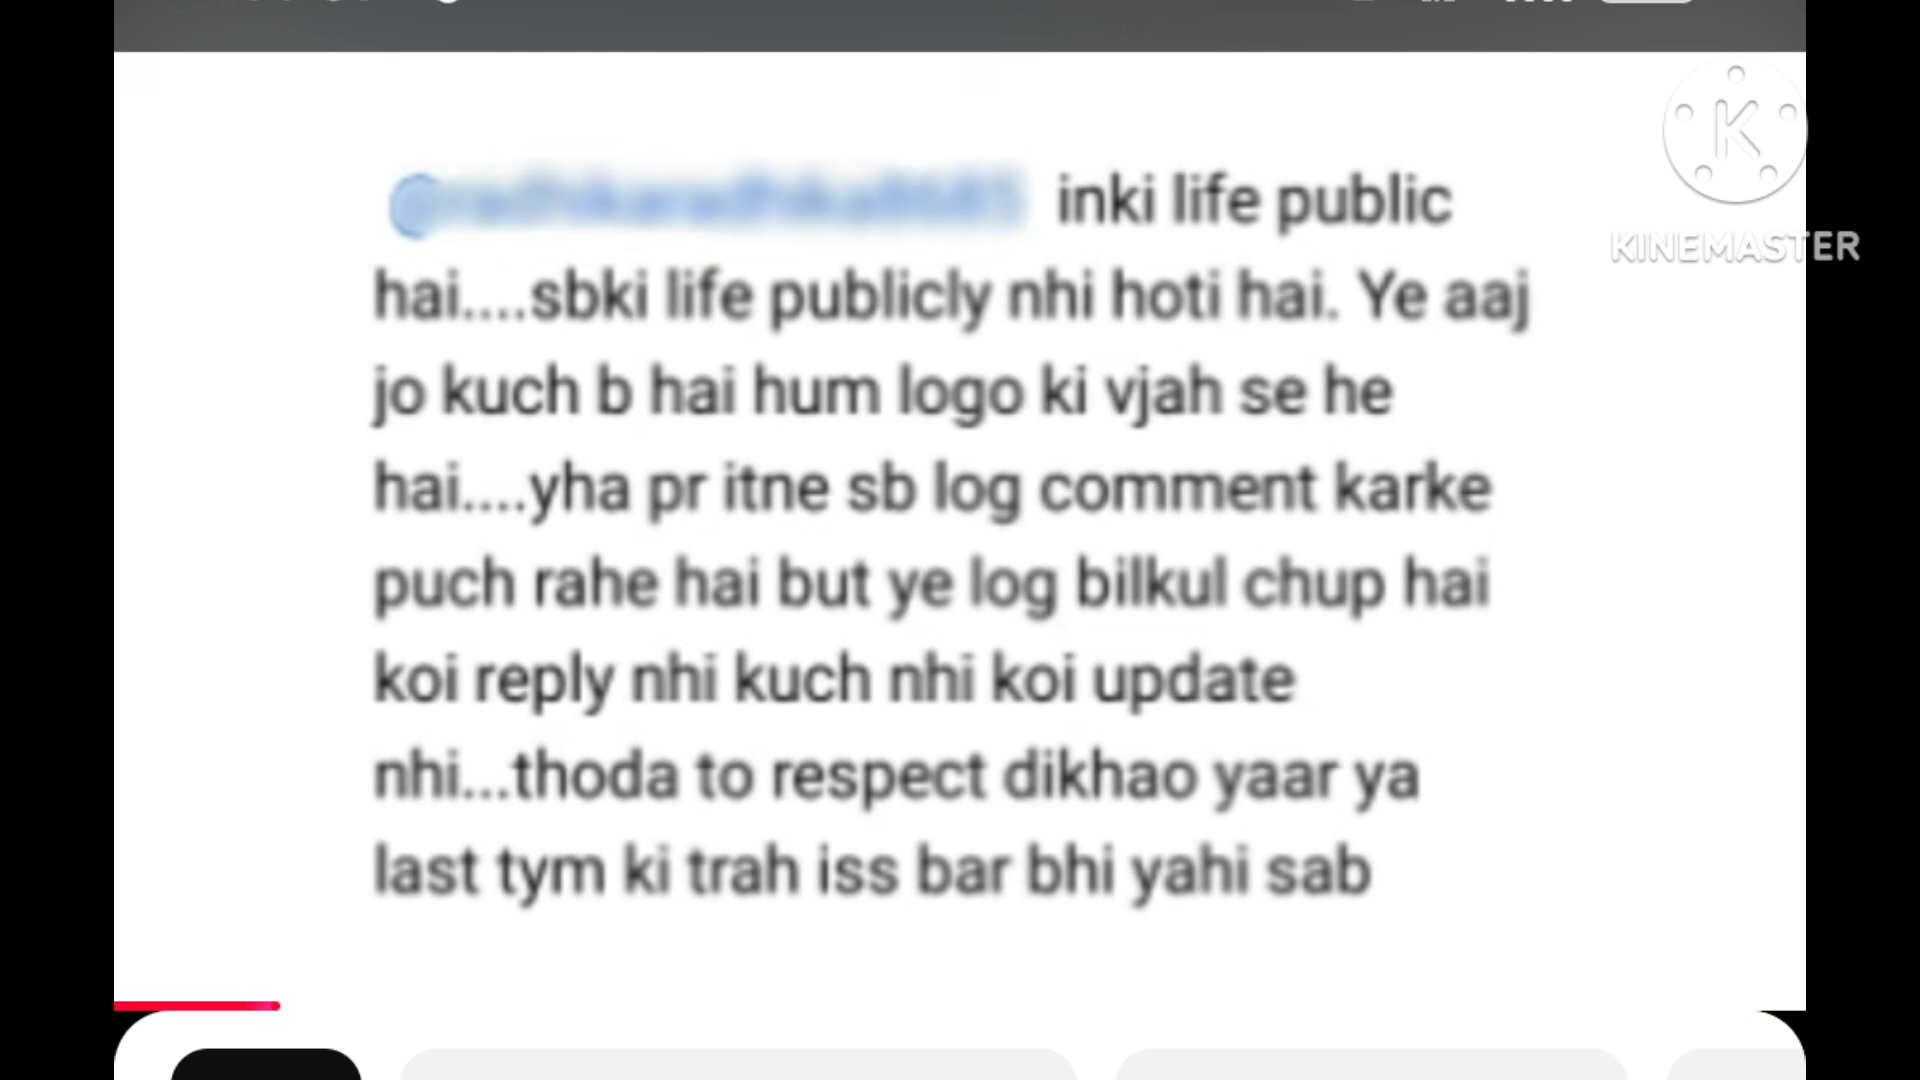 inki life public
hai....sbki life publicly nhi hoti hai. Ye aaj
jo kuch b hai hum logo ki vjah se he
hai....yha pr itne sb log comment karke
puch rahe hai but ye log bilkul chup hai
koi reply nhi kuch nhi koi update
nhi...thoda to respect dikhao yaar ya
last tym ki trah iss bar bhi yahi sab
K
KINEMASTER